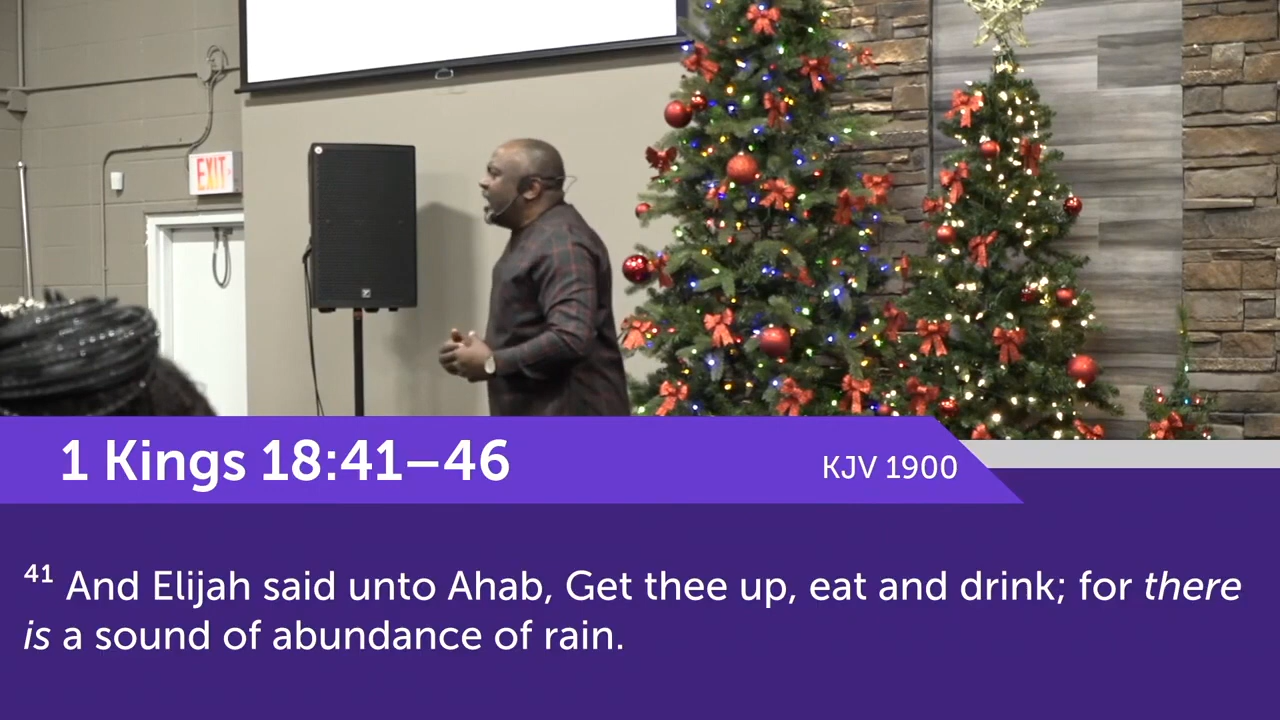 EXIT
1 Kings 18:41–46
KJV 1900
41 And Elijah said unto Ahab, Get thee up, eat and drink; for there
is a sound of abundance of rain.